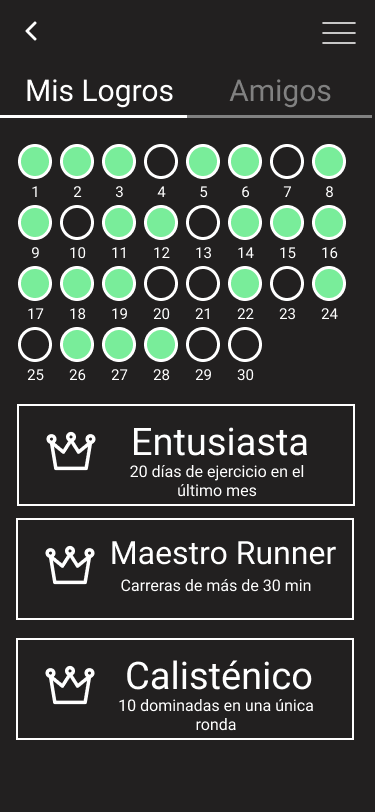 Mis Logros Amigos
1 2 3 4 5 6 7 8
9 10 11 12 13 14 15 16
17 18 19 20 21 22 23 24
25 26 27 28 29 30
Entusiasta
20 días de ejercicio en el
último mes
Maestro Runner
Carreras de más de 30 min
Calisténico
10 dominadas en una única
ronda